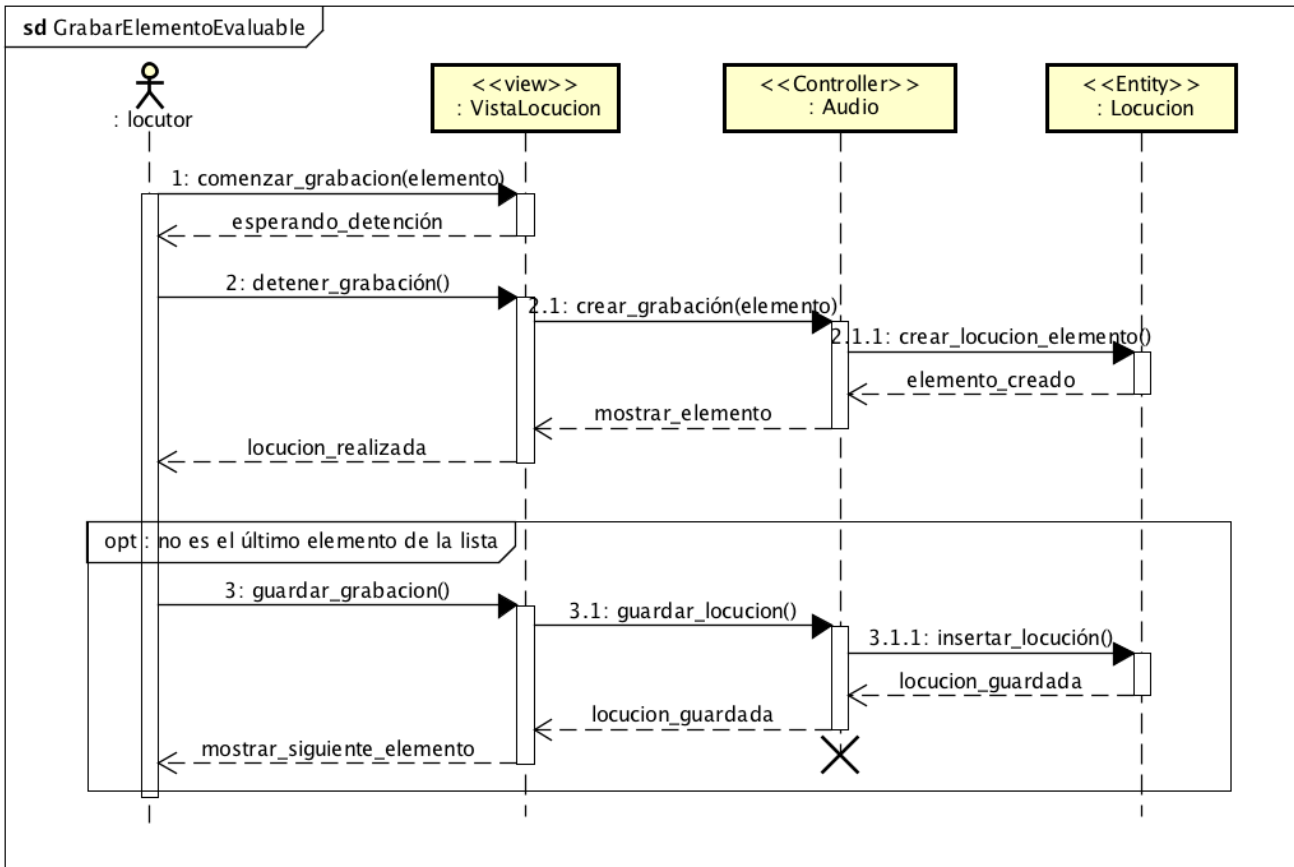 sd GrabarElementoEvaluable
: locutor
<<view>>
: VistaLocucion
<<Controller>>
: Audio
<<Entity>>
: Locucion
1: comenzar_grabacion(elemento)
esperando_detención
2: detener_grabación()
2.1: crear_grabación(elemento)
2.1.1: crear_locucion_elemento()
elemento_creado
mostrar_elemento
locucion_realizada
opt : no es el último elemento de la lista
3: guardar_grabacion()
3.1: guardar_locucion()
3.1.1: insertar_locución()
locucion_guardada
locucion_guardada
mostrar_siguiente_elemento